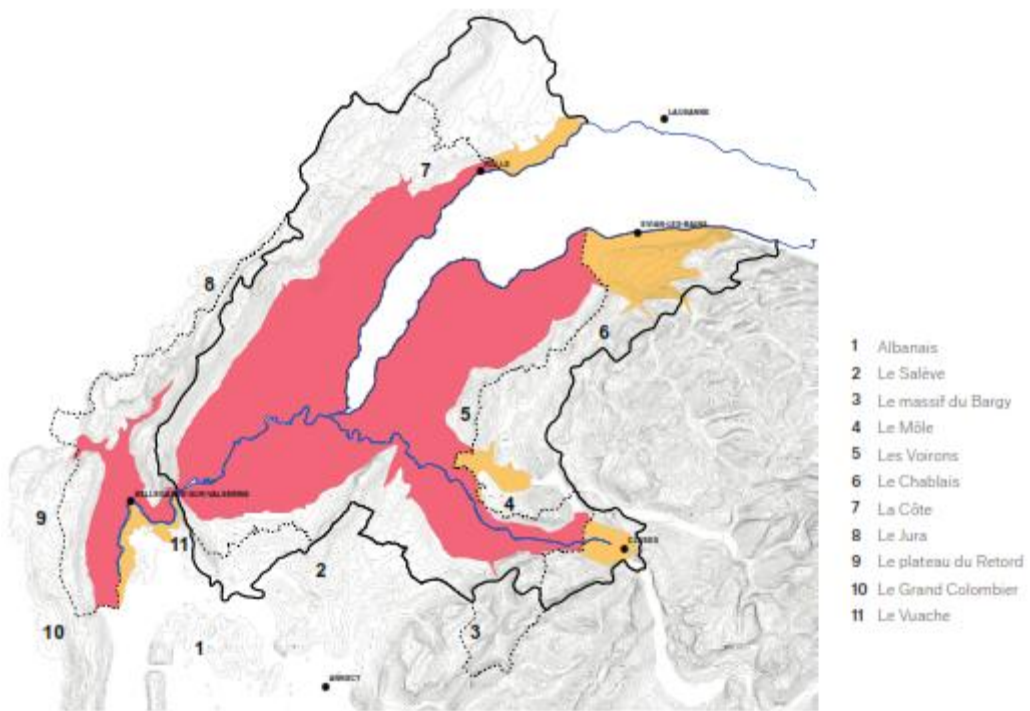 LAUSANNE
7
ROLLE
EVIAN-LES-BAINS
8
6
5
BELLEGARDE-SUR-VALSERINE
4
9
11
CLUSES
2
10
3
1
ANNECY
1 Albanais
2 Le Salève
3 Le massif du Bargy
4 Le Môle
5 Les Voirons
6 Le Chablais
7 La Côte
8 Le Jura
9 Le plateau du Retord
10 Le Grand Colombier
11 Le Vuache